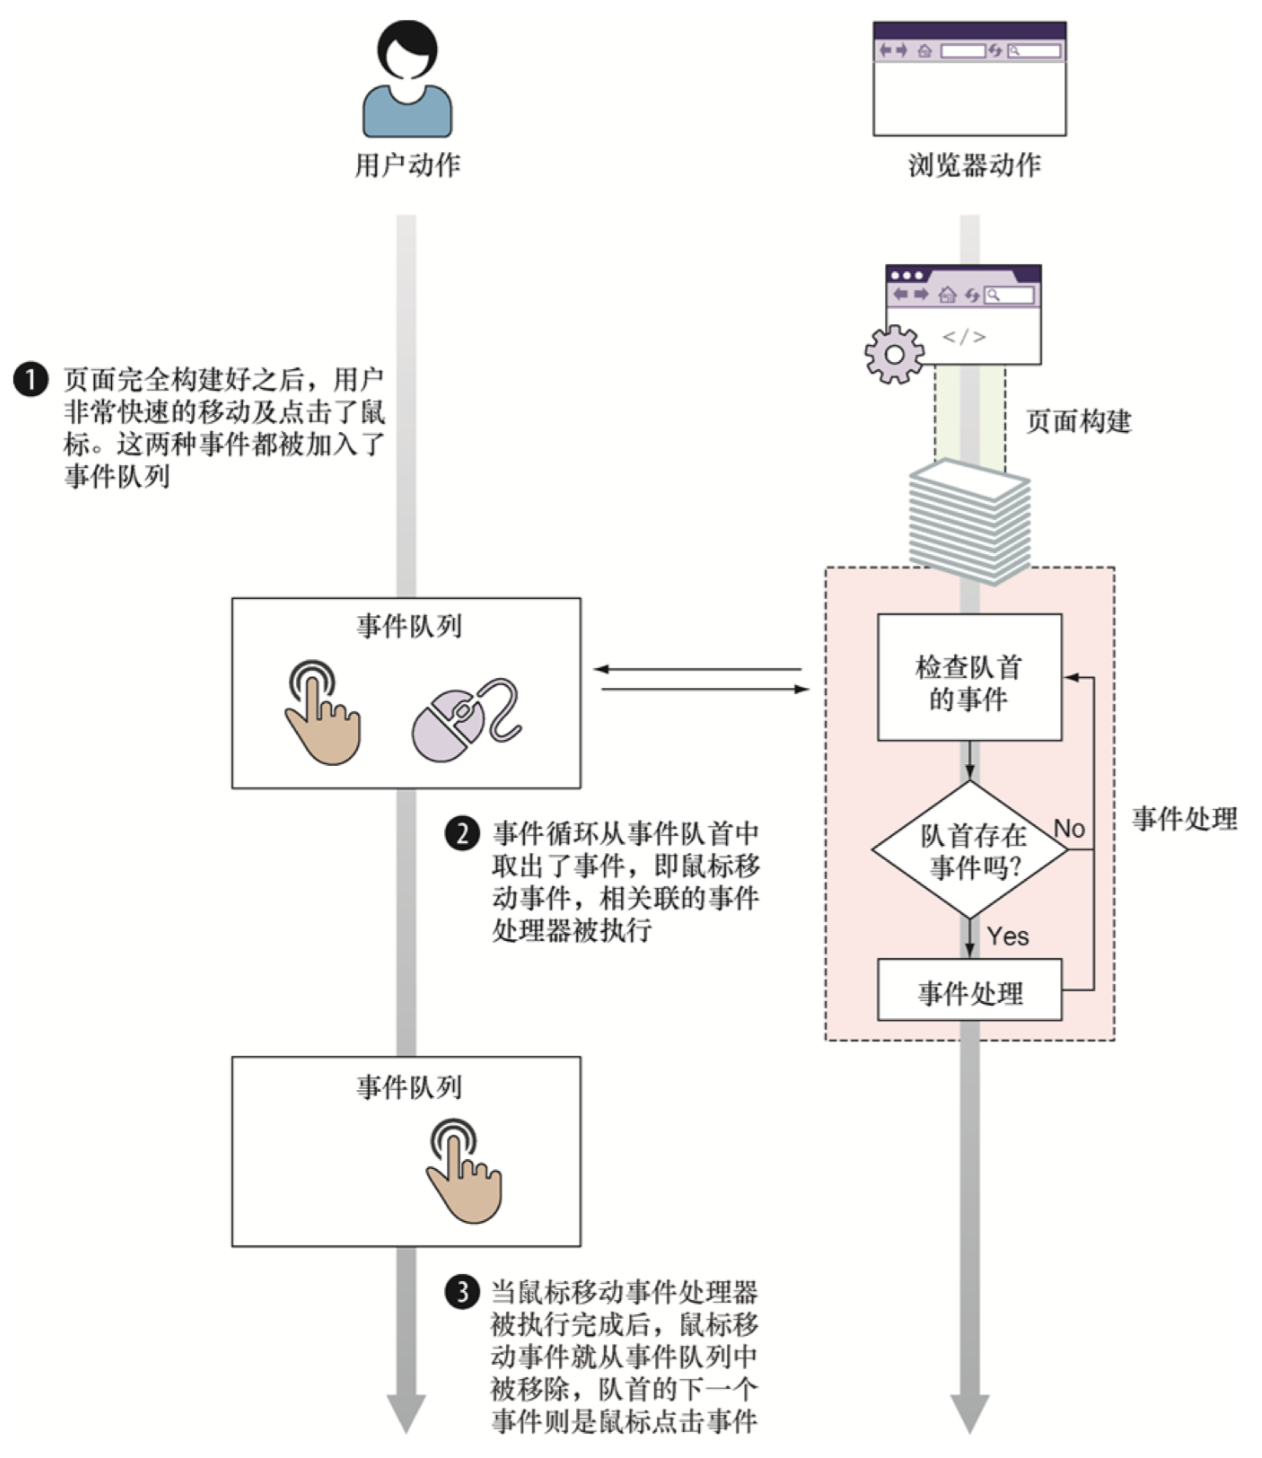 用户动作
浏览器动作
</>
1 页面完全构建好之后，用户
非常快速的移动及点击了鼠
标。这两种事件都被加入了
事件队列
页面构建
事件队列
检查队首
的事件
队首存在
事件吗？
No
Yes
事件处理
事件处理
2 事件循环从事件队首中
取出了事件，即鼠标移
动事件，相关联的事件
处理器被执行
事件队列
3 当鼠标移动事件处理器
被执行完成后，鼠标移
动事件就从事件队列中
被移除，队首的下一个
事件则是鼠标点击事件